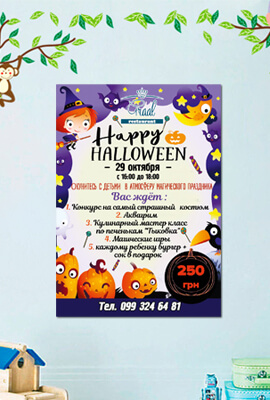 restaurant
Happy
HALLOWEEN
- 29 октября -
с 16:00 до 18:00
ОКУНИТЕСЬ С ДЕТЬМИ В АТМОСФЕРУ МАГИЧЕСКОГО ПРАЗДНИКА
Вас ждёт :
1. Конкурс на самый страшный костюм
2. Аквагрим
3. Кулинарный мастер класс
по печенькам "Тыковка"
4. Магические игры
5. каждому ребенку бургер +
сок в подарок
250
грн
Тел. 099 324 64 81